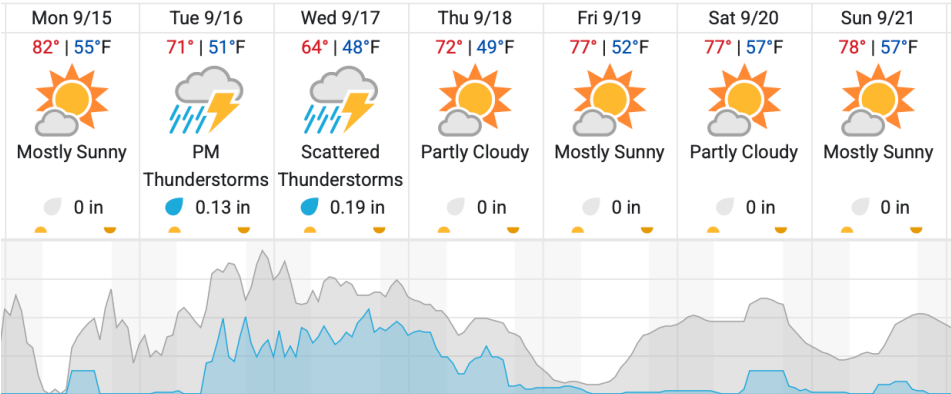 Mon 9/15
Tue 9/16
Wed 9/17
Thu 9/18
Fri 9/19
Sat 9/20
Sun 9/21
82° | 55°F
71° | 51°F
64° | 48°F
72° | 49°F
77° | 52°F
77° | 57°F
78° | 57°F
Mostly Sunny
PM
Thunderstorms
Scattered
Thunderstorms
Partly Cloudy
Mostly Sunny
Partly Cloudy
Mostly Sunny
0 in
0.13 in
0.19 in
0 in
0 in
0 in
0 in